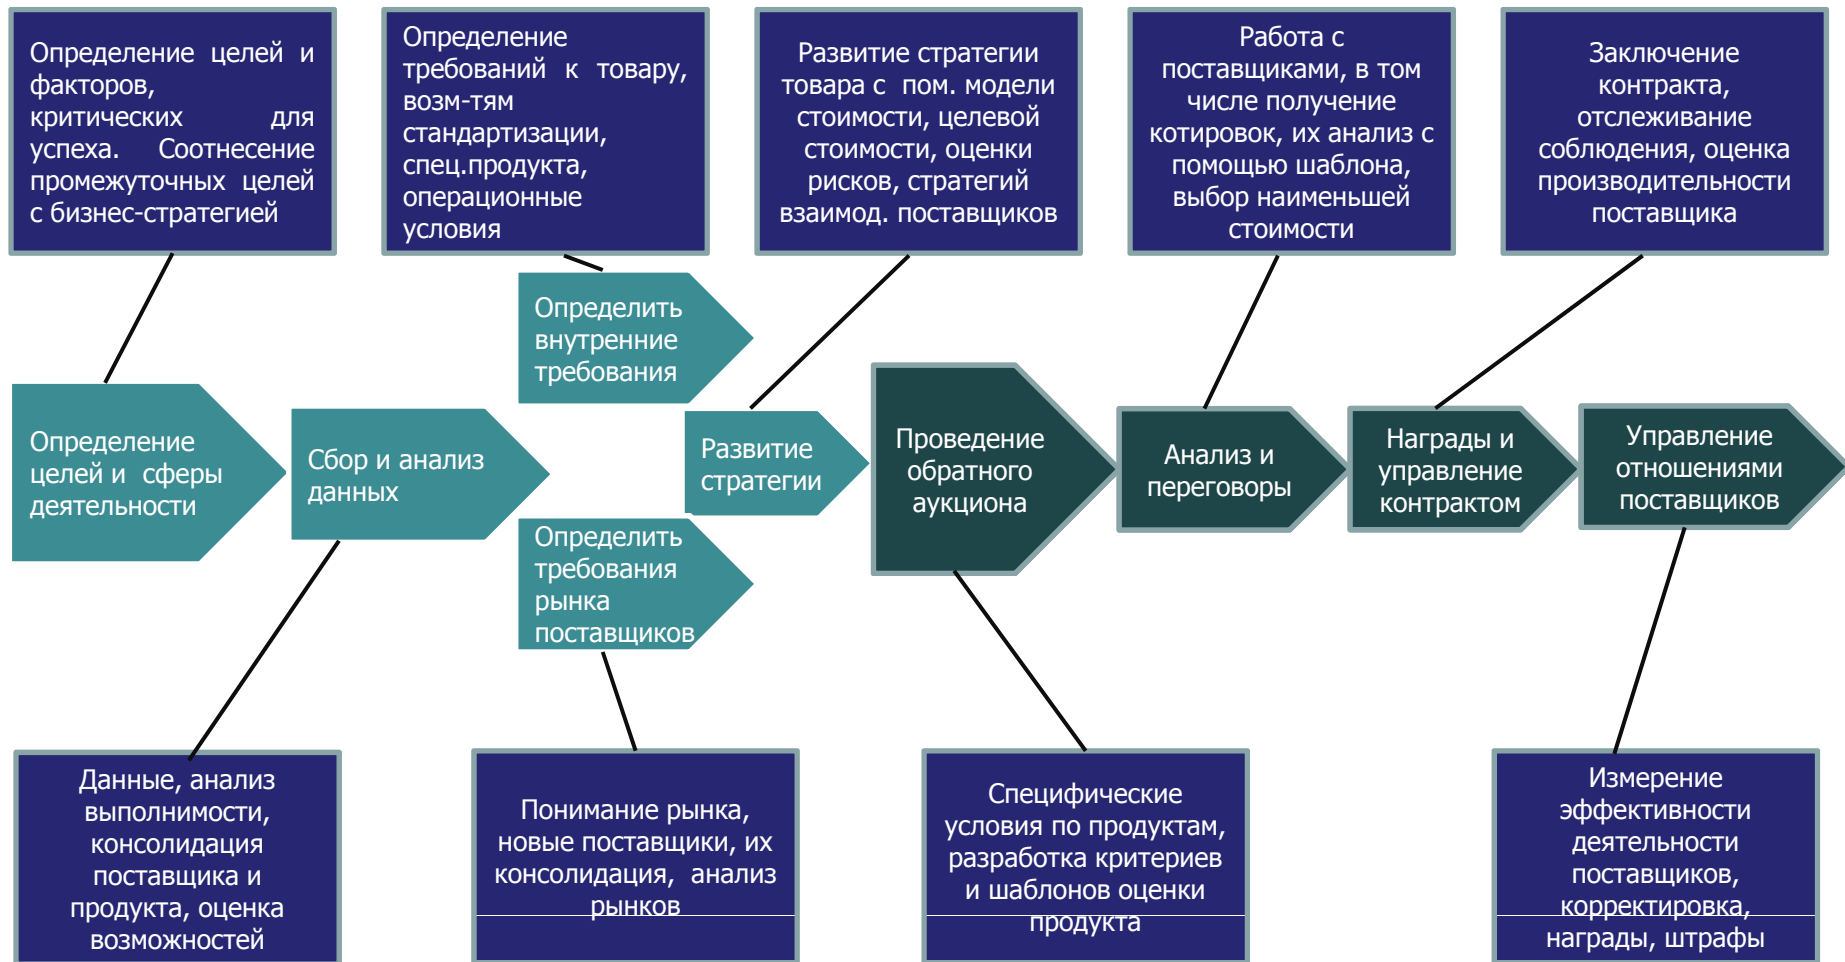 Определение целей и
факторов,
критических для
успеха. Соотнесение
промежуточных целей
с бизнес-стратегией
Определение
требований к товару,
возм-тям
стандартизации,
спец.продукта,
операционные
условия
Развитие стратегии
товара с пом. модели
стоимости, целевой
стоимости, оценки
рисков, стратегий
взаимод. поставщиков
Работа с
поставщиками, в том
числе получение
котировок, их анализ с
помощью шаблона,
выбор наименьшей
стоимости
Заключение
контракта,
отслеживание
соблюдения, оценка
производительности
поставщика
Определение
целей и сферы
деятельности
Сбор и анализ
данных
Определить
внутренние
требования
Определить
требования
рынка
поставщиков
Развитие
стратегии
Проведение
обратного
аукциона
Анализ и
переговоры
Награды и
управление
контрактом
Управление
отношениями
поставщиков
Данные, анализ
выполнимости,
консолидация
поставщика и
продукта, оценка
возможностей
Понимание рынка,
новые поставщики, их
консолидация, анализ
рынков
Специфические
условия по продуктам,
разработка критериев
и шаблонов оценки
продукта
Измерение
эффективности
деятельности
поставщиков,
корректировка,
награды, штрафы